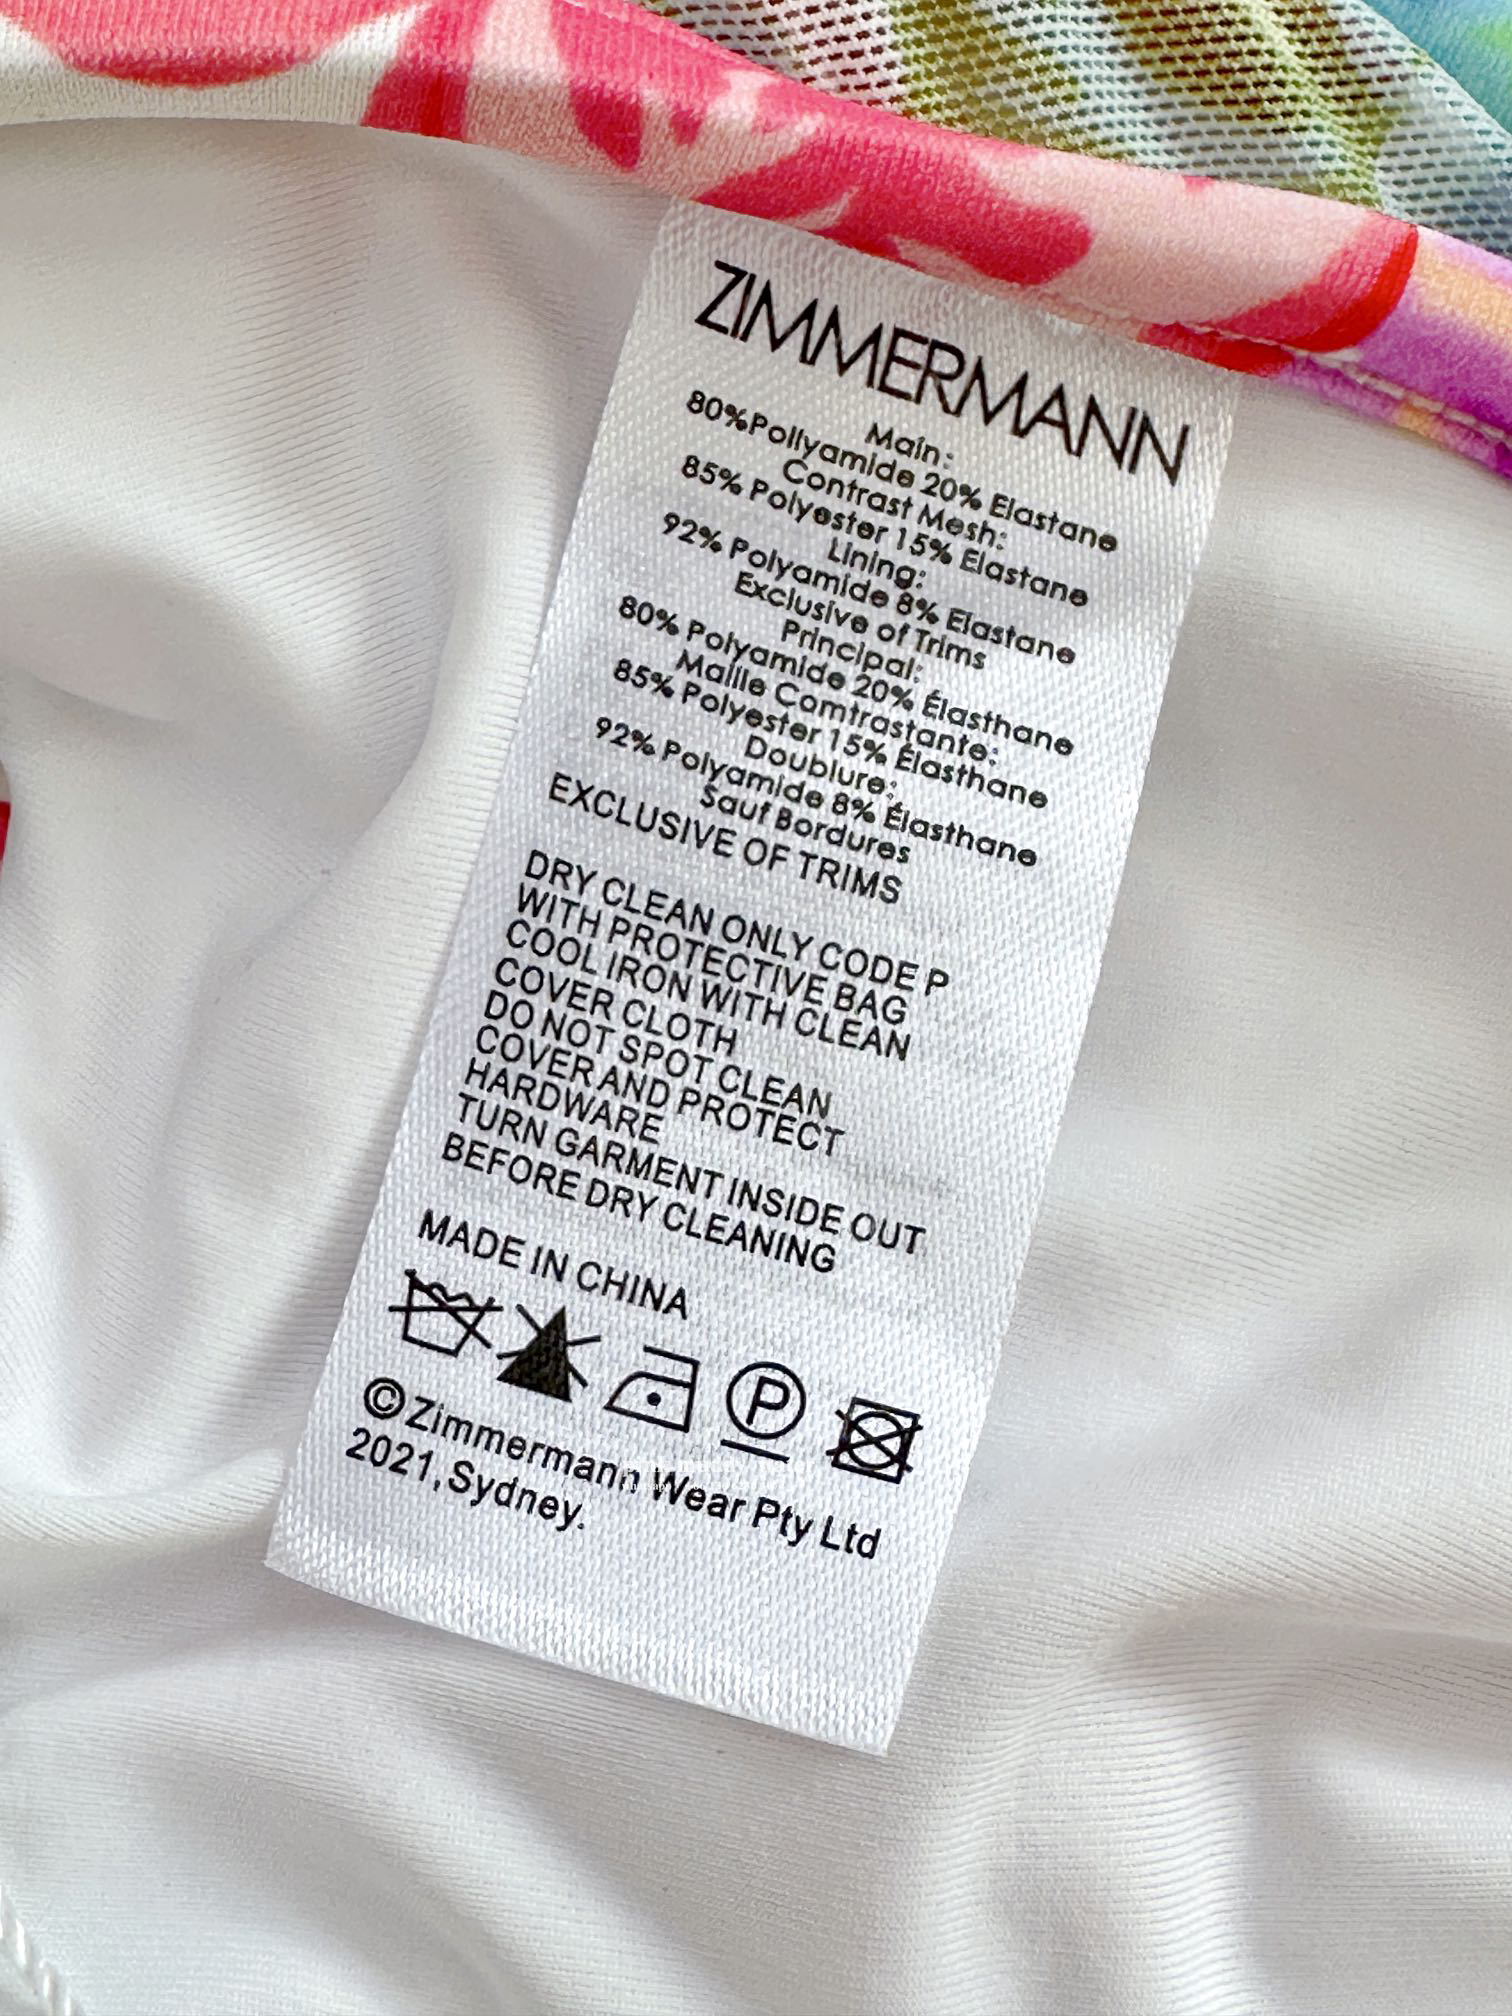 ZIMMERMANN
Main:
80%Pollyamide 20% Elastane
Contrast Mesh:
85% Polyester 15% Elastane
Lining:
92% Polyamide 8% Elastane
Exclusive of Trims
Principal:
80% Polyamide 20% Élasthane
Maille Comtrastante:
85% Polyester 15% Élasthane
Doublure:
92% Polyamide 8% Élasthane
Sauf Bordures
EXCLUSIVE OF TRIMS
DRY CLEAN ONLY CODE P
WITH PROTECTIVE BAG
COOL IRON WITH CLEAN
COVER CLOTH
DO NOT SPOT CLEAN
COVER AND PROTECT
HARDWARE
TURN GARMENT INSIDE OUT
BEFORE DRY CLEANING
MADE IN CHINA
P
©Zimmermann Wear Pty Ltd
2021, Sydney.